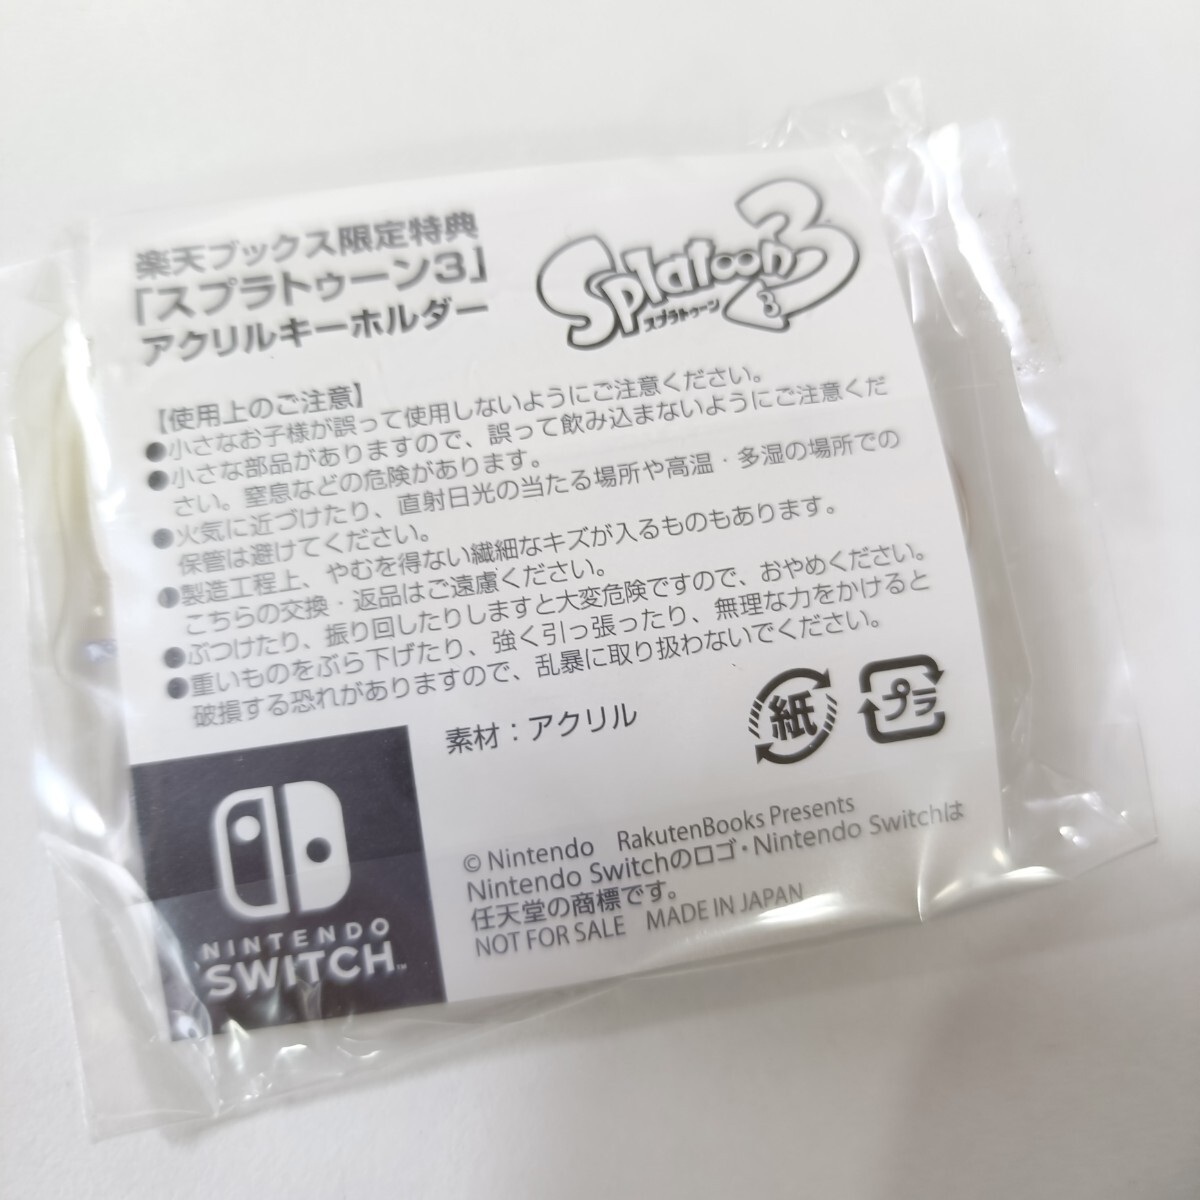 楽天ブックス限定特典
「スプラトゥーン3」
アクリルキーホルダー
Splatoon 3
スプラトゥーン
3
【使用上のご注意】
●小さなお子様が誤って使用しないようにご注意ください。
●小さな部品がありますので、誤って飲み込まないようにご注意くだ
さい。窒息などの危険があります。
●火気に近づけたり、直射日光の当たる場所や高温・多湿の場所での
保管は避けてください。
●製造工程上、やむを得ない繊細なキズが入るものもあります。
こちらの交換・返品はご遠慮ください。
●ぶつけたり、振り回したりしますと大変危険ですので、おやめください。
●重いものをぶら下げたり、強く引っ張ったり、無理な力をかけると
破損する恐れがありますので、乱暴に取り扱わないでください。
素材：アクリル
紙
プラ
NINTENDO
SWITCH™
© Nintendo RakutenBooks Presents
Nintendo Switchのロゴ・Nintendo Switchは
任天堂の商標です。
NOT FOR SALE MADE IN JAPAN